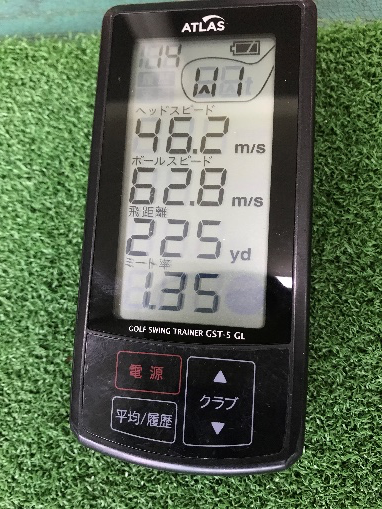 ATLAS
W1
ヘッドスピード
46.2 m/s
ボールスピード
62.8 m/s
飛距離
225 yd
ミート率
1.35
GOLF SWING TRAINER GST-5 GL
電源
平均/履歴
▲
クラブ
▼